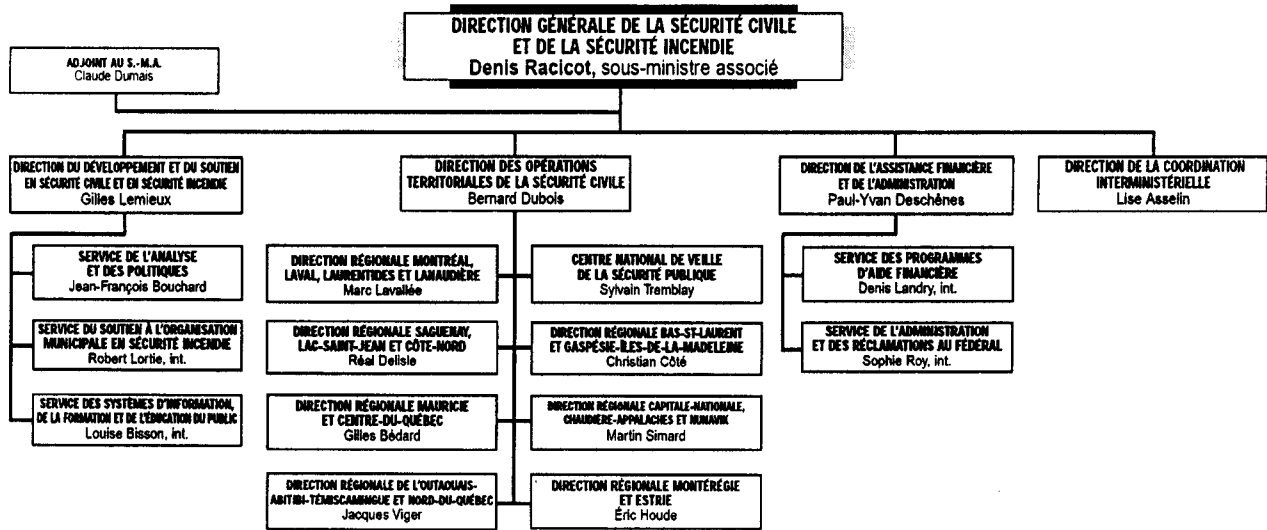 DIRECTION GÉNÉRALE DE LA SÉCURITÉ CIVILE
ET DE LA SÉCURITÉ INCENDIE
Denis Racicot, sous-ministre associé
ADJOINT AU S.-M.A.
Claude Dumais
DIRECTION DU DÉVELOPPEMENT ET DU SOUTIEN
EN SÉCURITÉ CIVILE ET EN SÉCURITÉ INCENDIE
Gilles Lemieux
SERVICE DE L'ANALYSE
ET DES POLITIQUES
Jean-François Bouchard
SERVICE DU SOUTIEN À L'ORGANISATION
MUNICIPALE EN SÉCURITÉ INCENDIE
Robert Lortie, int.
SERVICE DES SYSTÈMES D'INFORMATION,
DE LA FORMATION ET DE L'ÉDUCATION DU PUBLIC
Louise Bisson, int.
DIRECTION DES OPÉRATIONS
TERRITORIALES DE LA SÉCURITÉ CIVILE
Bernard Dubois
DIRECTION RÉGIONALE MONTRÉAL,
LAVAL, LAURENTIDES ET LANAUDIÈRE
Marc Lavallée
CENTRE NATIONAL DE VEILLE
DE LA SÉCURITÉ PUBLIQUE
Sylvain Tremblay
DIRECTION RÉGIONALE SAGUENAY,
LAC-SAINT-JEAN ET CÔTE-NORD
Réal Delisle
DIRECTION RÉGIONALE BAS-ST-LAURENT
ET GASPÉSIE-ÎLES-DE-LA-MADELEINE
Christian Côté
DIRECTION RÉGIONALE MAURICIE
ET CENTRE-DU-QUÉBEC
Gilles Bédard
DIRECTION RÉGIONALE CAPITALE-NATIONALE,
CHAUDIÈRE-APPALACHES ET NUNAVIK
Martin Simard
DIRECTION RÉGIONALE DE L'OUTAOUAIS-
ABITIBI-TÉMISCAMINGUE ET NORD-DU-QUÉBEC
Jacques Viger
DIRECTION RÉGIONALE MONTÉRÉGIE
ET ESTRIE
Éric Houde
DIRECTION DE L'ASSISTANCE FINANCIÈRE
ET DE L'ADMINISTRATION
Paul-Yvan Deschênes
SERVICE DES PROGRAMMES
D'AIDE FINANCIÈRE
Denis Landry, int.
SERVICE DE L'ADMINISTRATION
ET DES RÉCLAMATIONS AU FÉDÉRAL
Sophie Roy, int.
DIRECTION DE LA COORDINATION
INTERMINISTÉRIELLE
Lise Asselin